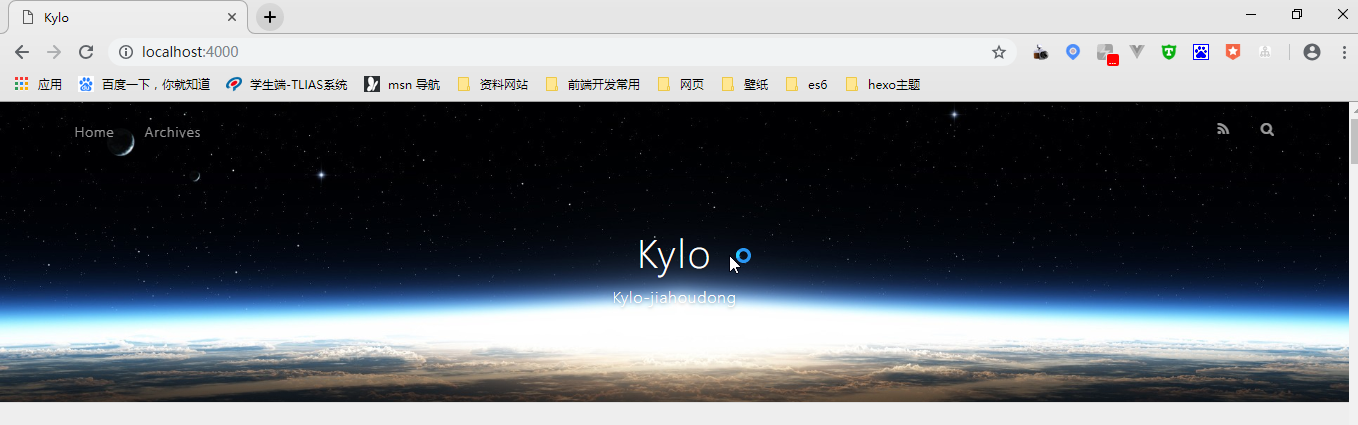 Kylo
localhost:4000
应用 百度一下，你就知道 学生端-TLIAS系统 msn 导航 资料网站 前端开发常用 网页 壁纸 es6 hexo主题
Home Archives
Kylo
Kylo-jiahoudong